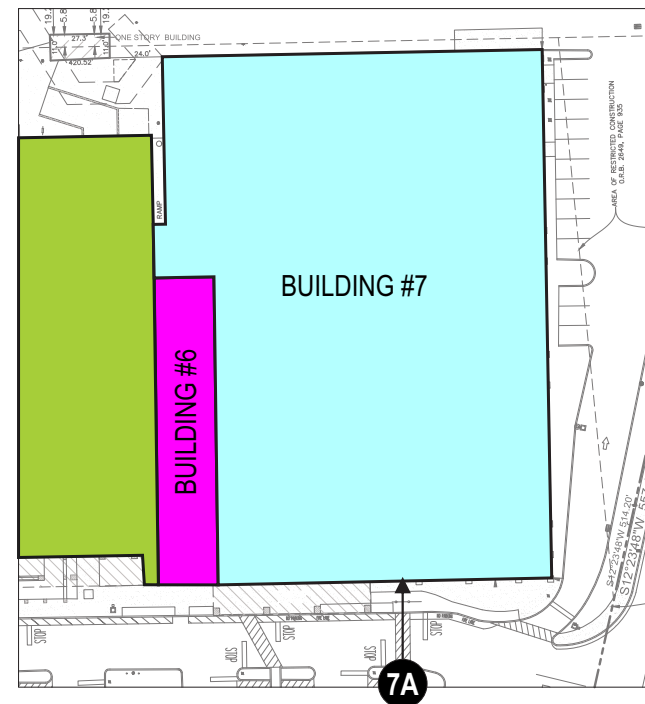 19.
5.8
5.8
19.
27.3'
ONE STORY BUILDING
11.0'
11.0'
420.52'
24.0'
AREA OF RESTRICTED CONSTRUCTION
O.R.B. 2649, PAGE 935
RAMP
BUILDING #7
BUILDING #6
S12°23'48"W 514.20'
S12°23'48"W 557
STOP
STOP
STOP
STOP
7A